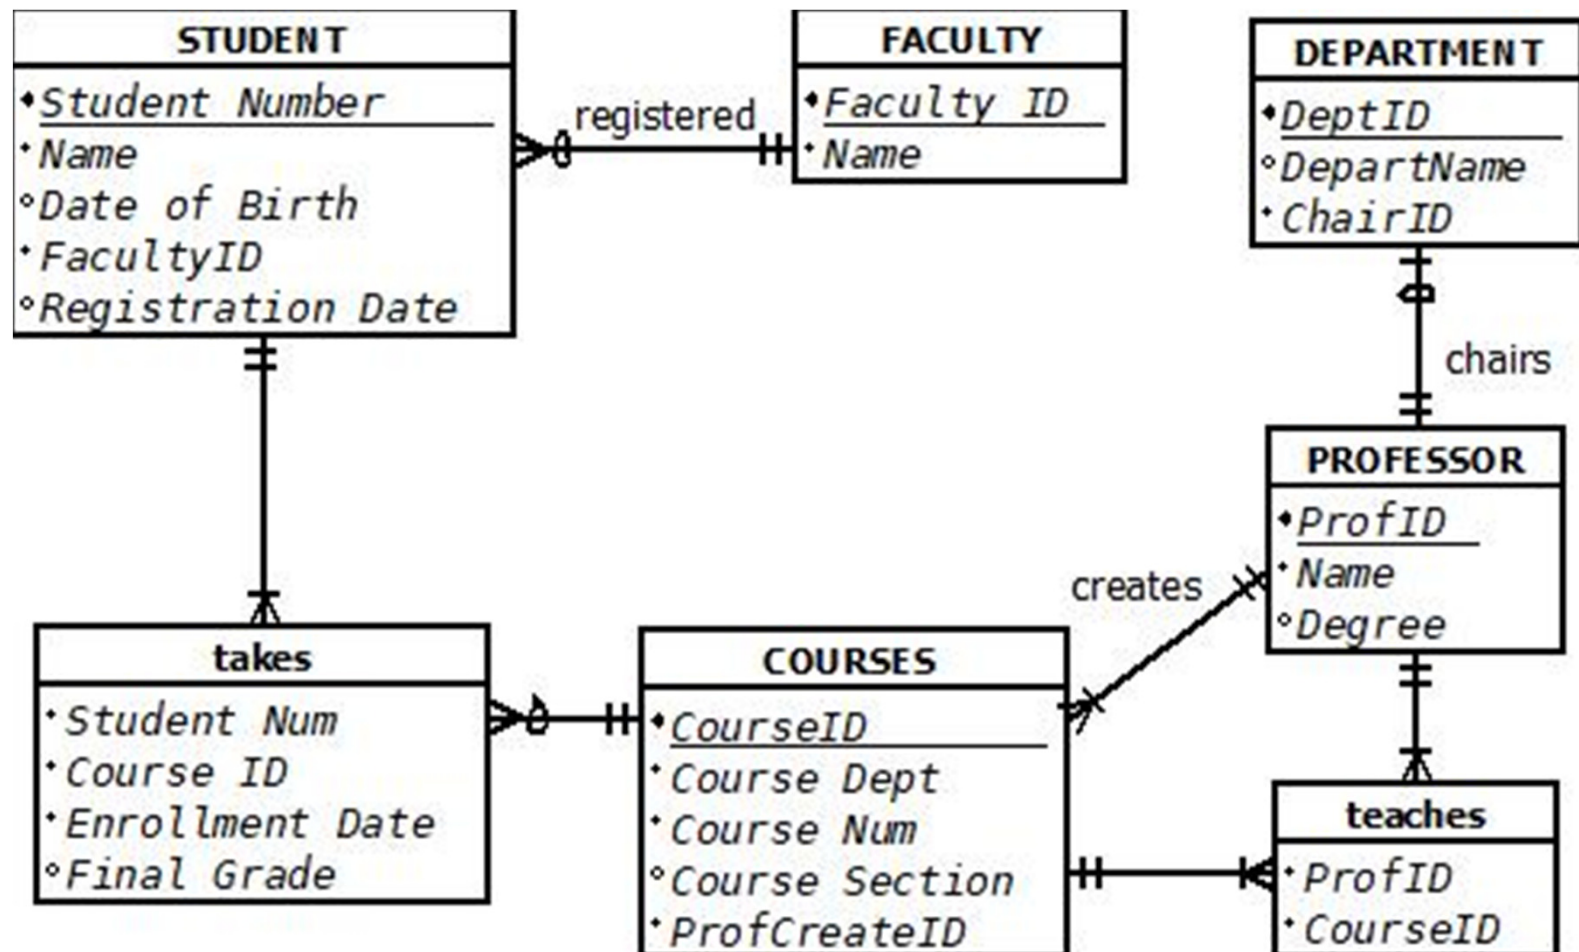 STUDENT
Student Number
Name
Date of Birth
FacultyID
Registration Date
registered
FACULTY
Faculty ID
Name
DEPARTMENT
DeptID
DepartName
ChairID
chairs
PROFESSOR
ProfID
Name
Degree
creates
takes
Student Num
Course ID
Enrollment Date
Final Grade
COURSES
CourseID
Course Dept
Course Num
Course Section
ProfCreateID
teaches
ProfID
CourseID